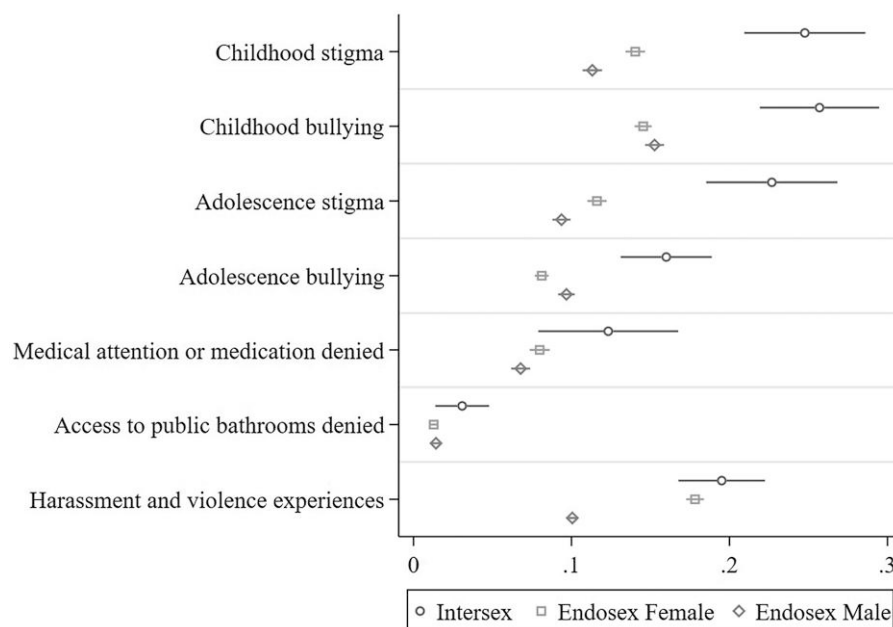 Childhood stigma
Childhood bullying
Adolescence stigma
Adolescence bullying
Medical attention or medication denied
Access to public bathrooms denied
Harassment and violence experiences
0 .1 .2 .3
Intersex Endosex Female Endosex Male